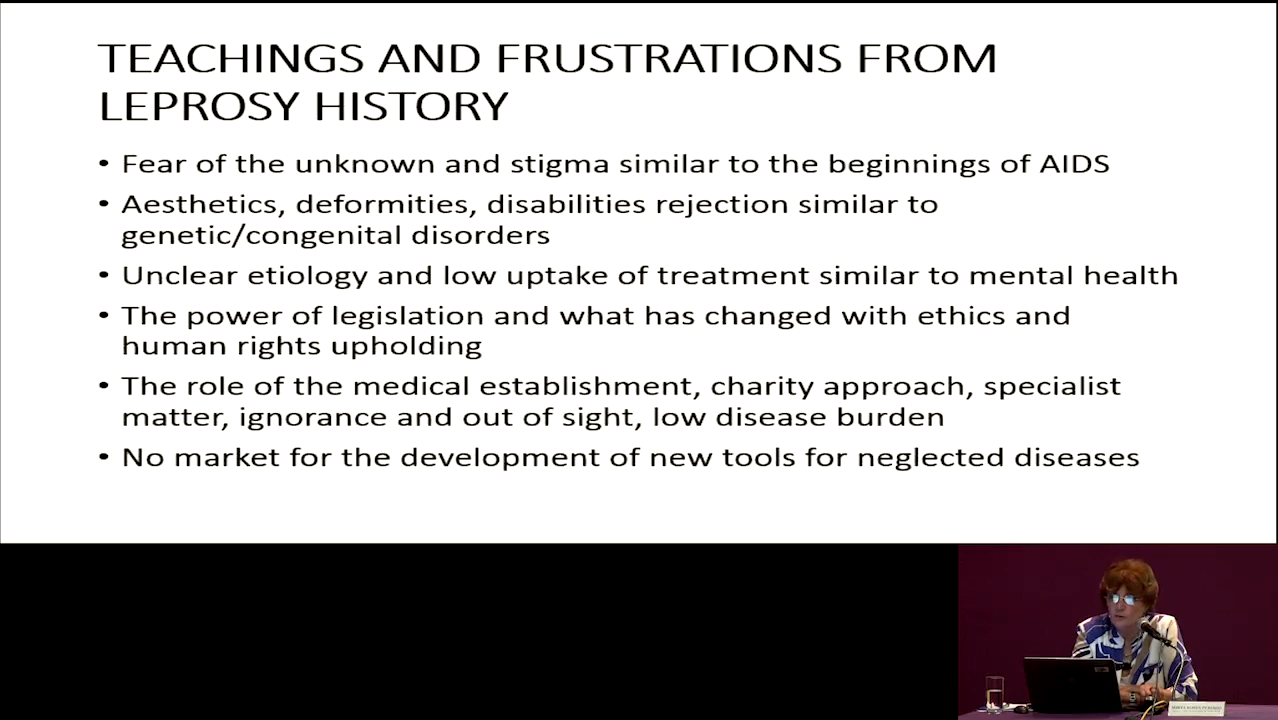 TEACHINGS AND FRUSTRATIONS FROM
LEPROSY HISTORY
• Fear of the unknown and stigma similar to the beginnings of AIDS
• Aesthetics, deformities, disabilities rejection similar to
genetic/congenital disorders
• Unclear etiology and low uptake of treatment similar to mental health
• The power of legislation and what has changed with ethics and
human rights upholding
• The role of the medical establishment, charity approach, specialist
matter, ignorance and out of sight, low disease burden
• No market for the development of new tools for neglected diseases